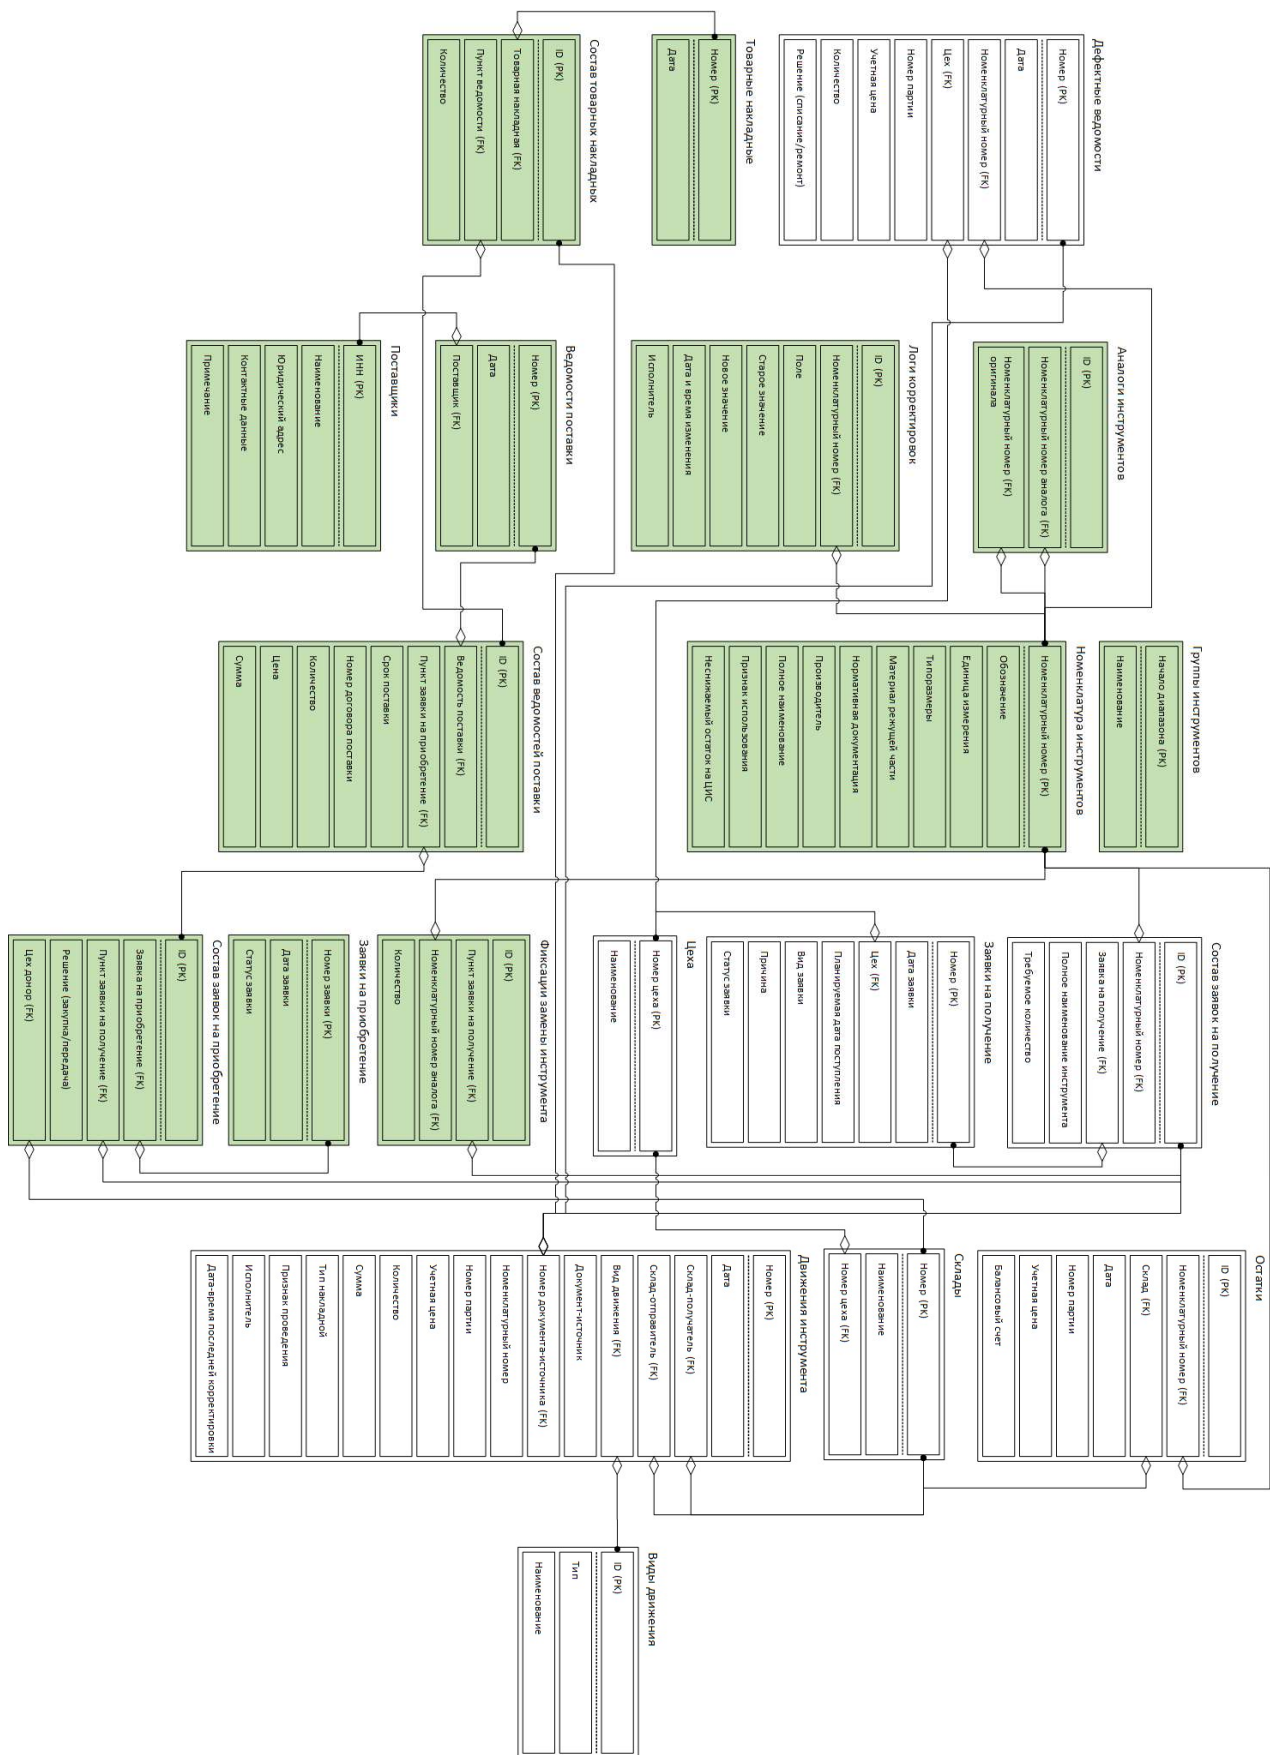 Дефектные ведомости
Номер (PK)
Дата
Номенклатурный номер (FK)
Цех (FK)
Номер партии
Учетная цена
Количество
Решение (списание/ремонт)
Товарные накладные
Номер (PK)
Дата
Состав товарных накладных
ID (PK)
Товарная накладная (FK)
Пункт ведомости (FK)
Количество
Аналоги инструментов
ID (PK)
Номенклатурный номер аналога (FK)
Номенклатурный номер (FK)
оригинала
Логи корректировок
ID (PK)
Номенклатурный номер (FK)
Поле
Старое значение
Новое значение
Дата и время изменения
Исполнитель
Ведомости поставки
Номер (PK)
Дата
Поставщик (FK)
Поставщики
ИНН (PK)
Наименование
Юридический адрес
Контактные данные
Примечание
Группы инструментов
Начало диапазона (PK)
Наименование
Номенклатура инструментов
Номенклатурный номер (PK)
Обозначение
Единица измерения
Типоразмеры
Материал режущей части
Нормативная документация
Производитель
Полное наименование
Признак использования
Неснижаемый остаток на ЦИС
Состав ведомостей поставки
ID (PK)
Ведомость поставки (FK)
Пункт заявки на приобретение (FK)
Срок поставки
Номер договора поставки
Количество
Цена
Сумма
Состав заявок на получение
ID (PK)
Номенклатурный номер (FK)
Заявка на получение (FK)
Полное наименование инструмента
Требуемое количество
Заявки на получение
Номер (PK)
Дата заявки
Цех (FK)
Планируемая дата поступления
Вид заявки
Причина
Статус заявки
Цеха
Номер цеха (PK)
Наименование
Фиксации замены инструмента
ID (PK)
Пункт заявки на получение (FK)
Номенклатурный номер аналога (FK)
Количество
Заявки на приобретение
Номер заявки (PK)
Дата заявки
Статус заявки
Состав заявок на приобретение
ID (PK)
Заявка на приобретение (FK)
Пункт заявки на получение (FK)
Решение (закупка/передача)
Цех донор (FK)
Остатки
ID (PK)
Номенклатурный номер (FK)
Склад (FK)
Дата
Номер партии
Учетная цена
Балансовый счет
Склады
Номер (PK)
Наименование
Номер цеха (FK)
Движения инструмента
Номер (PK)
Дата
Склад-получатель (FK)
Склад-отправитель (FK)
Вид движения (FK)
Документ-источник
Номер документа-источника (FK)
Номенклатурный номер
Номер партии
Учетная цена
Количество
Сумма
Тип накладной
Признак проведения
Исполнитель
Дата-время последней корректировки
Виды движения
ID (PK)
Тип
Наименование